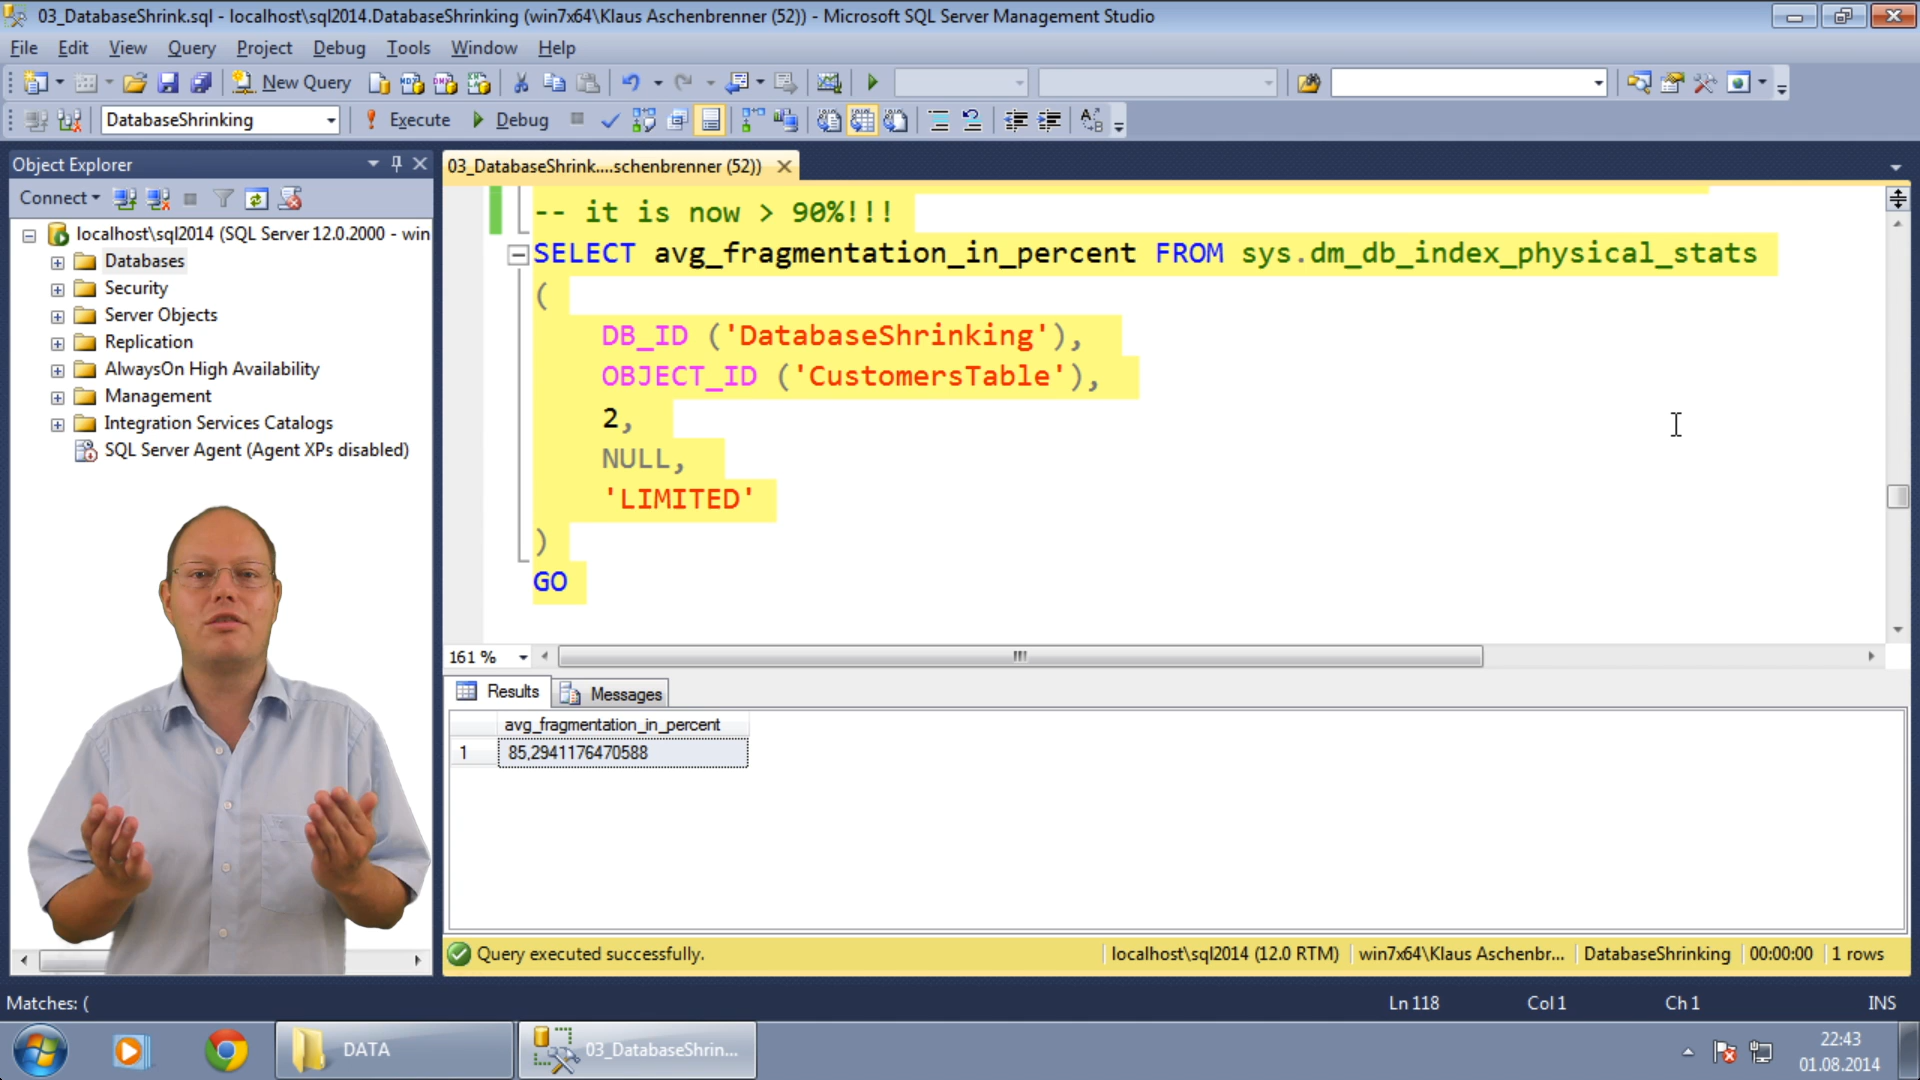 03_DatabaseShrink.sql - localhost\sql2014.DatabaseShrinking (win7x64\Klaus Aschenbrenner (52)) - Microsoft SQL Server Management Studio
File Edit View Query Project Debug Tools Window Help
New Query
DatabaseShrinking Execute Debug
Object Explorer
03_DatabaseShrink....schenbrenner (52))
Connect
localhost\sql2014 (SQL Server 12.0.2000 - win
Databases
Security
Server Objects
Replication
AlwaysOn High Availability
Management
Integration Services Catalogs
SQL Server Agent (Agent XPs disabled)
-- it is now > 90%!!!
SELECT avg_fragmentation_in_percent FROM sys.dm_db_index_physical_stats
(
DB_ID ('DatabaseShrinking'),
OBJECT_ID ('CustomersTable'),
2,
NULL,
'LIMITED'
)
GO
161 %
Results Messages
avg_fragmentation_in_percent
1 85,2941176470588
Query executed successfully. localhost\sql2014 (12.0 RTM) win7x64\Klaus Aschenbr... DatabaseShrinking 00:00:00 1 rows
Matches: ( Ln 118 Col 1 Ch 1 INS
DATA 03_DatabaseShrin...
22:43
01.08.2014